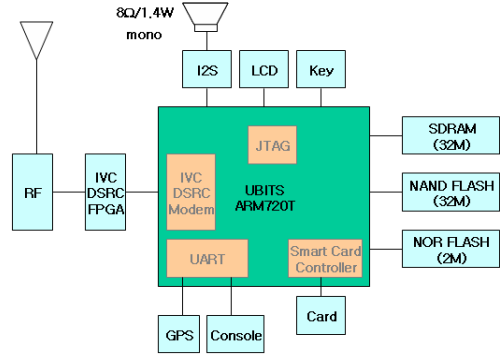 8Ω/1.4W
mono
I2S
LCD
Key
JTAG
SDRAM
(32M)
RF
IVC
DSRC
FPGA
IVC
DSRC
Modem
UBITS
ARM720T
NAND FLASH
(32M)
UART
Smart Card
Controller
NOR FLASH
(2M)
GPS
Console
Card